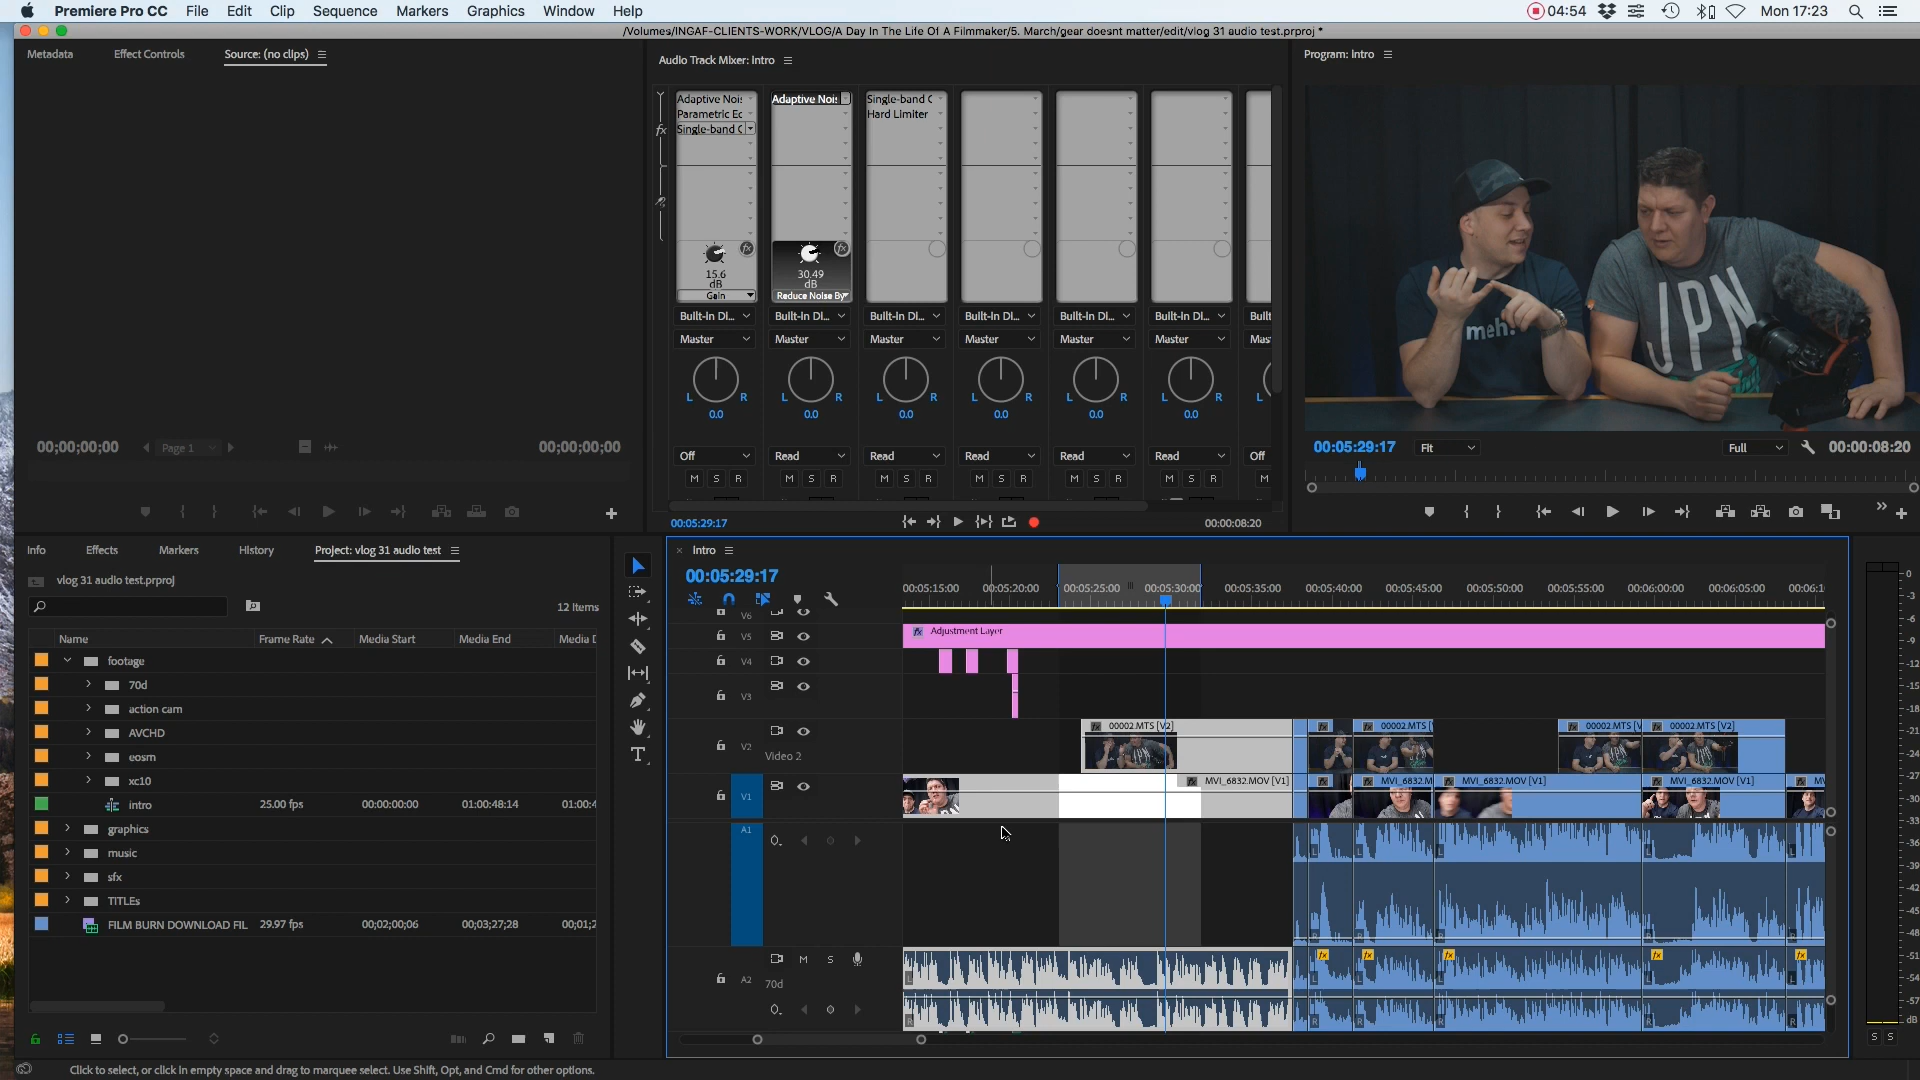 Premiere Pro CC File Edit Clip Sequence Markers Graphics Window Help 04:54 Mon 17:23
/Volumes/INGAF-CLIENTS-WORK/VLOG/A Day In The Life Of A Filmmaker/5. March/gear doesnt matter/edit/vlog 31 audio test.prproj *
Metadata Effect Controls Source: (no clips)
Audio Track Mixer: Intro
Program: Intro
Adaptive Nois Adaptive Nois Single-band C
Parametric Ec Hard Limiter
Single-band C
fx
15.6 30.49
dB dB
Gain Reduce Noise By
Built-In Di... Built-In Di... Built-In Di... Built-In Di... Built-In Di... Built-In Di... Built
Master Master Master Master Master Master Mas
L R L R L R L R L R L R L
0.0 0.0 0.0 0.0 0.0 0.0
Off Read Read Read Read Read Off
M S R M S R M S R M S R M S R M S R M
00:05:29:17 00:00:08:20
meh!
JPN
00:05:29:17 Fit Full 00:00:08:20
00;00;00;00 Page 1 00;00;00;00
Info Effects Markers History Project: vlog 31 audio test
vlog 31 audio test.prproj
12 Items
Name Frame Rate Media Start Media End Media D
footage
70d
action cam
AVCHD
eosm
xc10
intro 25.00 fps 00:00:00:00 01:00:48:14 01:00:4
graphics
music
sfx
TITLEs
FILM BURN DOWNLOAD FIL 29.97 fps 00;02;00;06 00;03;27;28 00;01;2
Intro
00:05:29:17
00:05:15:00 00:05:20:00 00:05:25:00 00:05:30:00 00:05:35:00 00:05:40:00 00:05:45:00 00:05:50:00 00:05:55:00 00:06:00:00 00:06:05:00 00:06:1
V6
V5 fx Adjustment Layer
V4
V3
V2 Video 2 00002.MTS [V2] 00002.MTS [ 00002.MTS [V 00002.MTS [V2]
V1 MVI_6832.MOV [V1] MVI_6832.M MVI_6832.MOV [V1] MVI_6832.MOV [V1] MV
A1
M S
A2 70d
0
-3
-6
-9
-12
-15
-18
-21
-24
-27
-30
-33
-36
-39
-42
-45
-48
-51
-54
-57
dB
S S
Click to select, or click in empty space and drag to marquee select. Use Shift, Opt, and Cmd for other options.